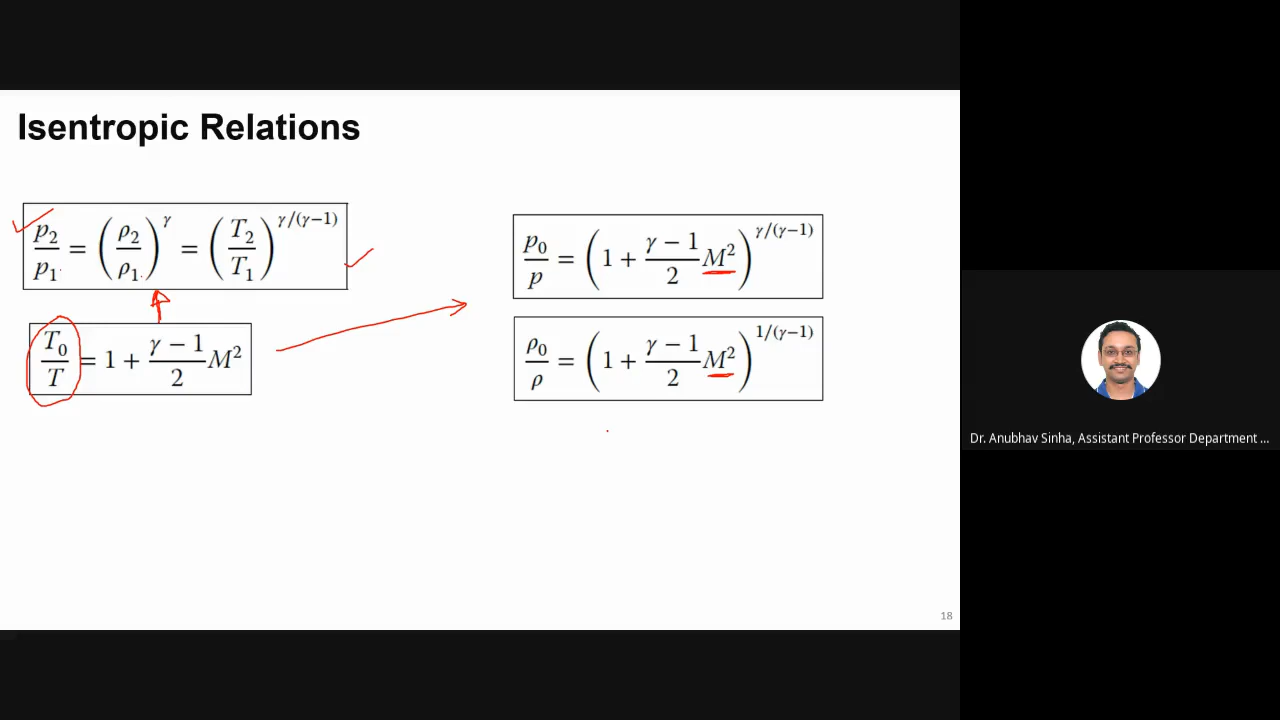 Isentropic Relations
p₂/p₁ = (ρ₂/ρ₁)^γ = (T₂/T₁)^(γ/(γ−1))
T₀/T = 1 + (γ − 1)/2 M²
p₀/p = (1 + (γ − 1)/2 M²)^(γ/(γ−1))
ρ₀/ρ = (1 + (γ − 1)/2 M²)^(1/(γ−1))
18
Dr. Anubhav Sinha, Assistant Professor Department ...